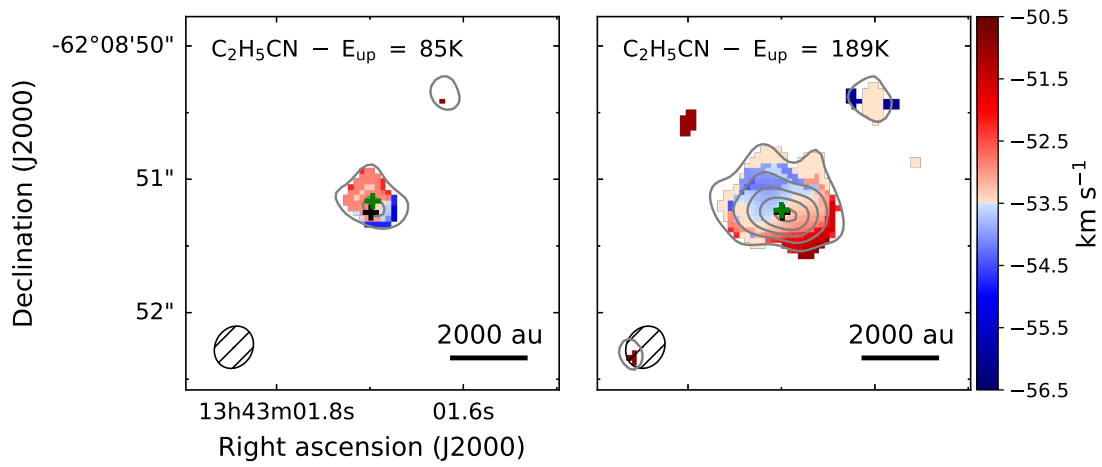 C₂H₅CN − E_up = 85K
C₂H₅CN − E_up = 189K
-62°08'50"
51"
52"
Declination (J2000)
2000 au
2000 au
13h43m01.8s
01.6s
Right ascension (J2000)
−50.5
−51.5
−52.5
−53.5
−54.5
−55.5
−56.5
km s⁻¹